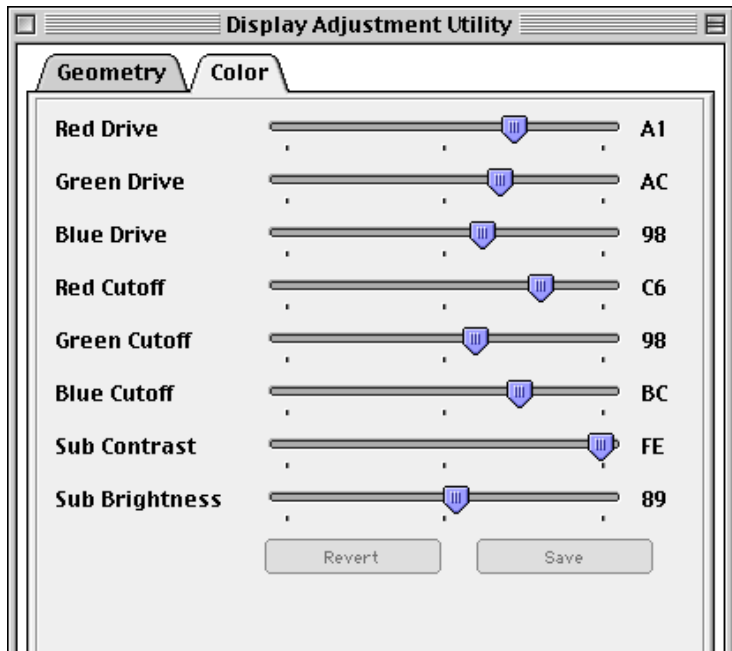 Display Adjustment Utility
Geometry Color
Red Drive A1
Green Drive AC
Blue Drive 98
Red Cutoff C6
Green Cutoff 98
Blue Cutoff BC
Sub Contrast FE
Sub Brightness 89
Revert Save